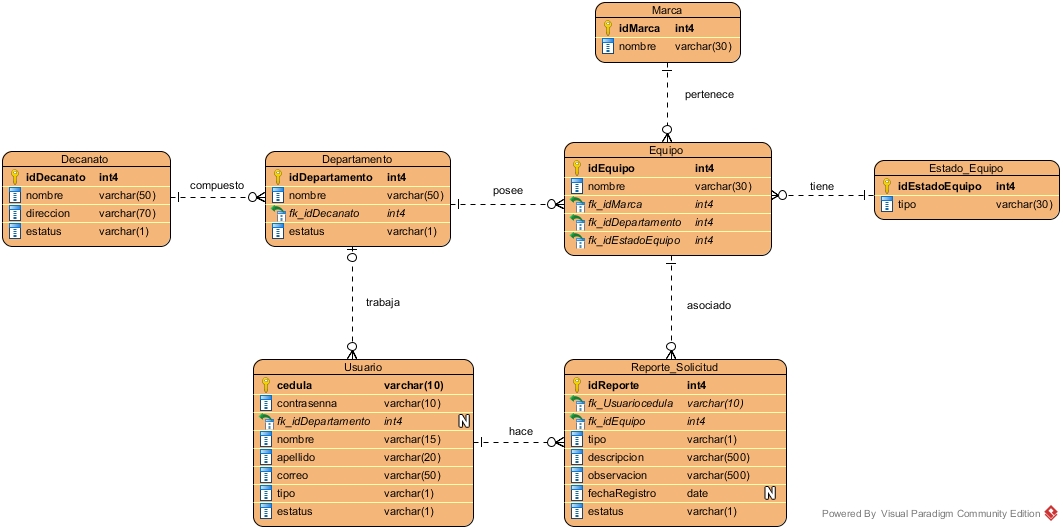 Marca
idMarca int4
nombre varchar(30)
pertenece
Decanato
idDecanato int4
nombre varchar(50)
direccion varchar(70)
estatus varchar(1)
compuesto
Departamento
idDepartamento int4
nombre varchar(50)
fk_idDecanato int4
estatus varchar(1)
posee
Equipo
idEquipo int4
nombre varchar(30)
fk_idMarca int4
fk_idDepartamento int4
fk_idEstadoEquipo int4
tiene
Estado_Equipo
idEstadoEquipo int4
tipo varchar(30)
trabaja
asociado
Usuario
cedula varchar(10)
contrasenna varchar(10)
fk_idDepartamento int4 N
nombre varchar(15)
apellido varchar(20)
correo varchar(50)
tipo varchar(1)
estatus varchar(1)
hace
Reporte_Solicitud
idReporte int4
fk_Usuariocedula varchar(10)
fk_idEquipo int4
tipo varchar(1)
descripcion varchar(500)
observacion varchar(500)
fechaRegistro date N
estatus varchar(1)
Powered By Visual Paradigm Community Edition